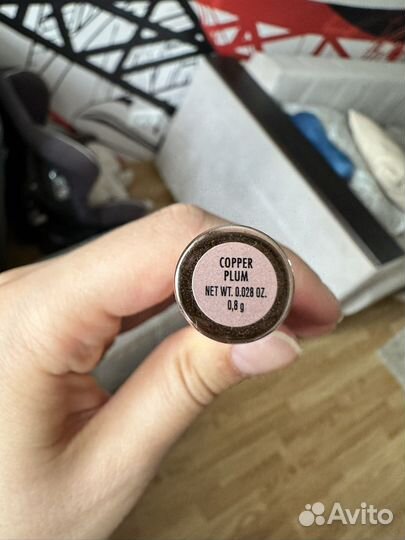 COPPER
PLUM
NET WT. 0.028 OZ.
0,8 g
Avito